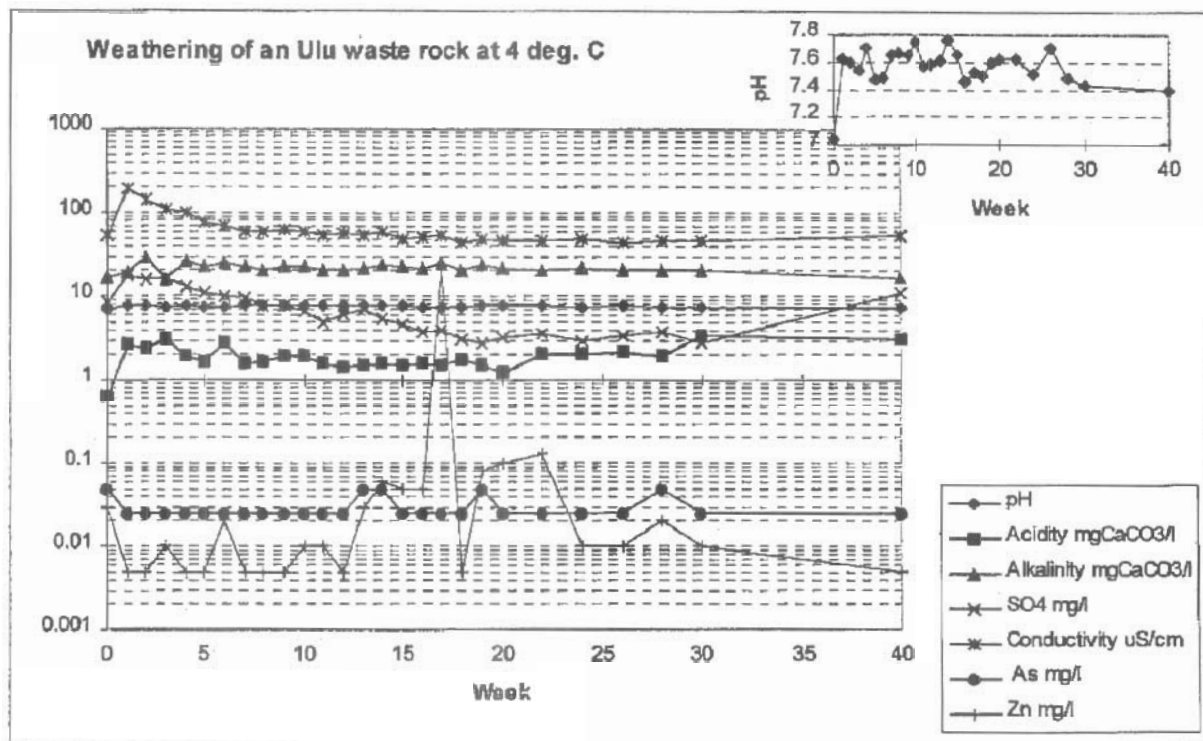 Weathering of an Ulu waste rock at 4 deg. C
7.8
7.6
7.4
7.2
7
pH
0 10 20 30 40
Week
1000
100
10
1
0.1
0.01
0.001
0 5 10 15 20 25 30 35 40
Week
pH
Acidity mgCaCO3/l
Alkalinity mgCaCO3/l
SO4 mg/l
Conductivity uS/cm
As mg/l
Zn mg/l